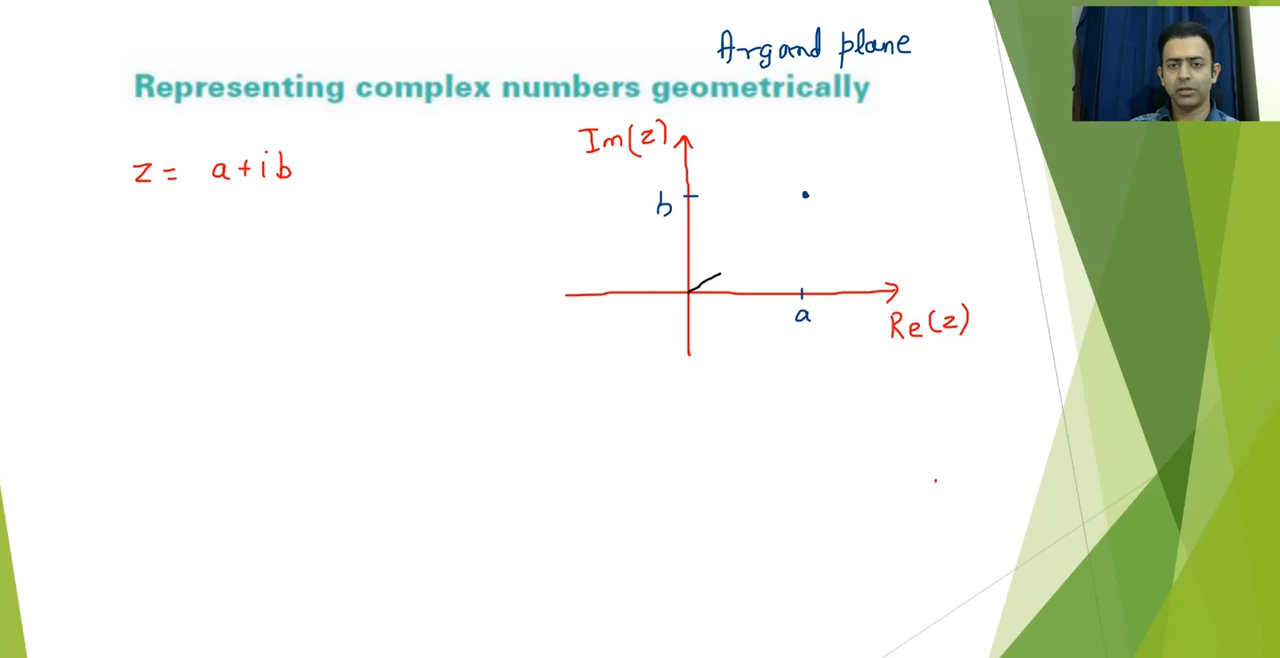 Argand plane
Representing complex numbers geometrically
z = a+ib
Im(z)
b
a
Re(z)